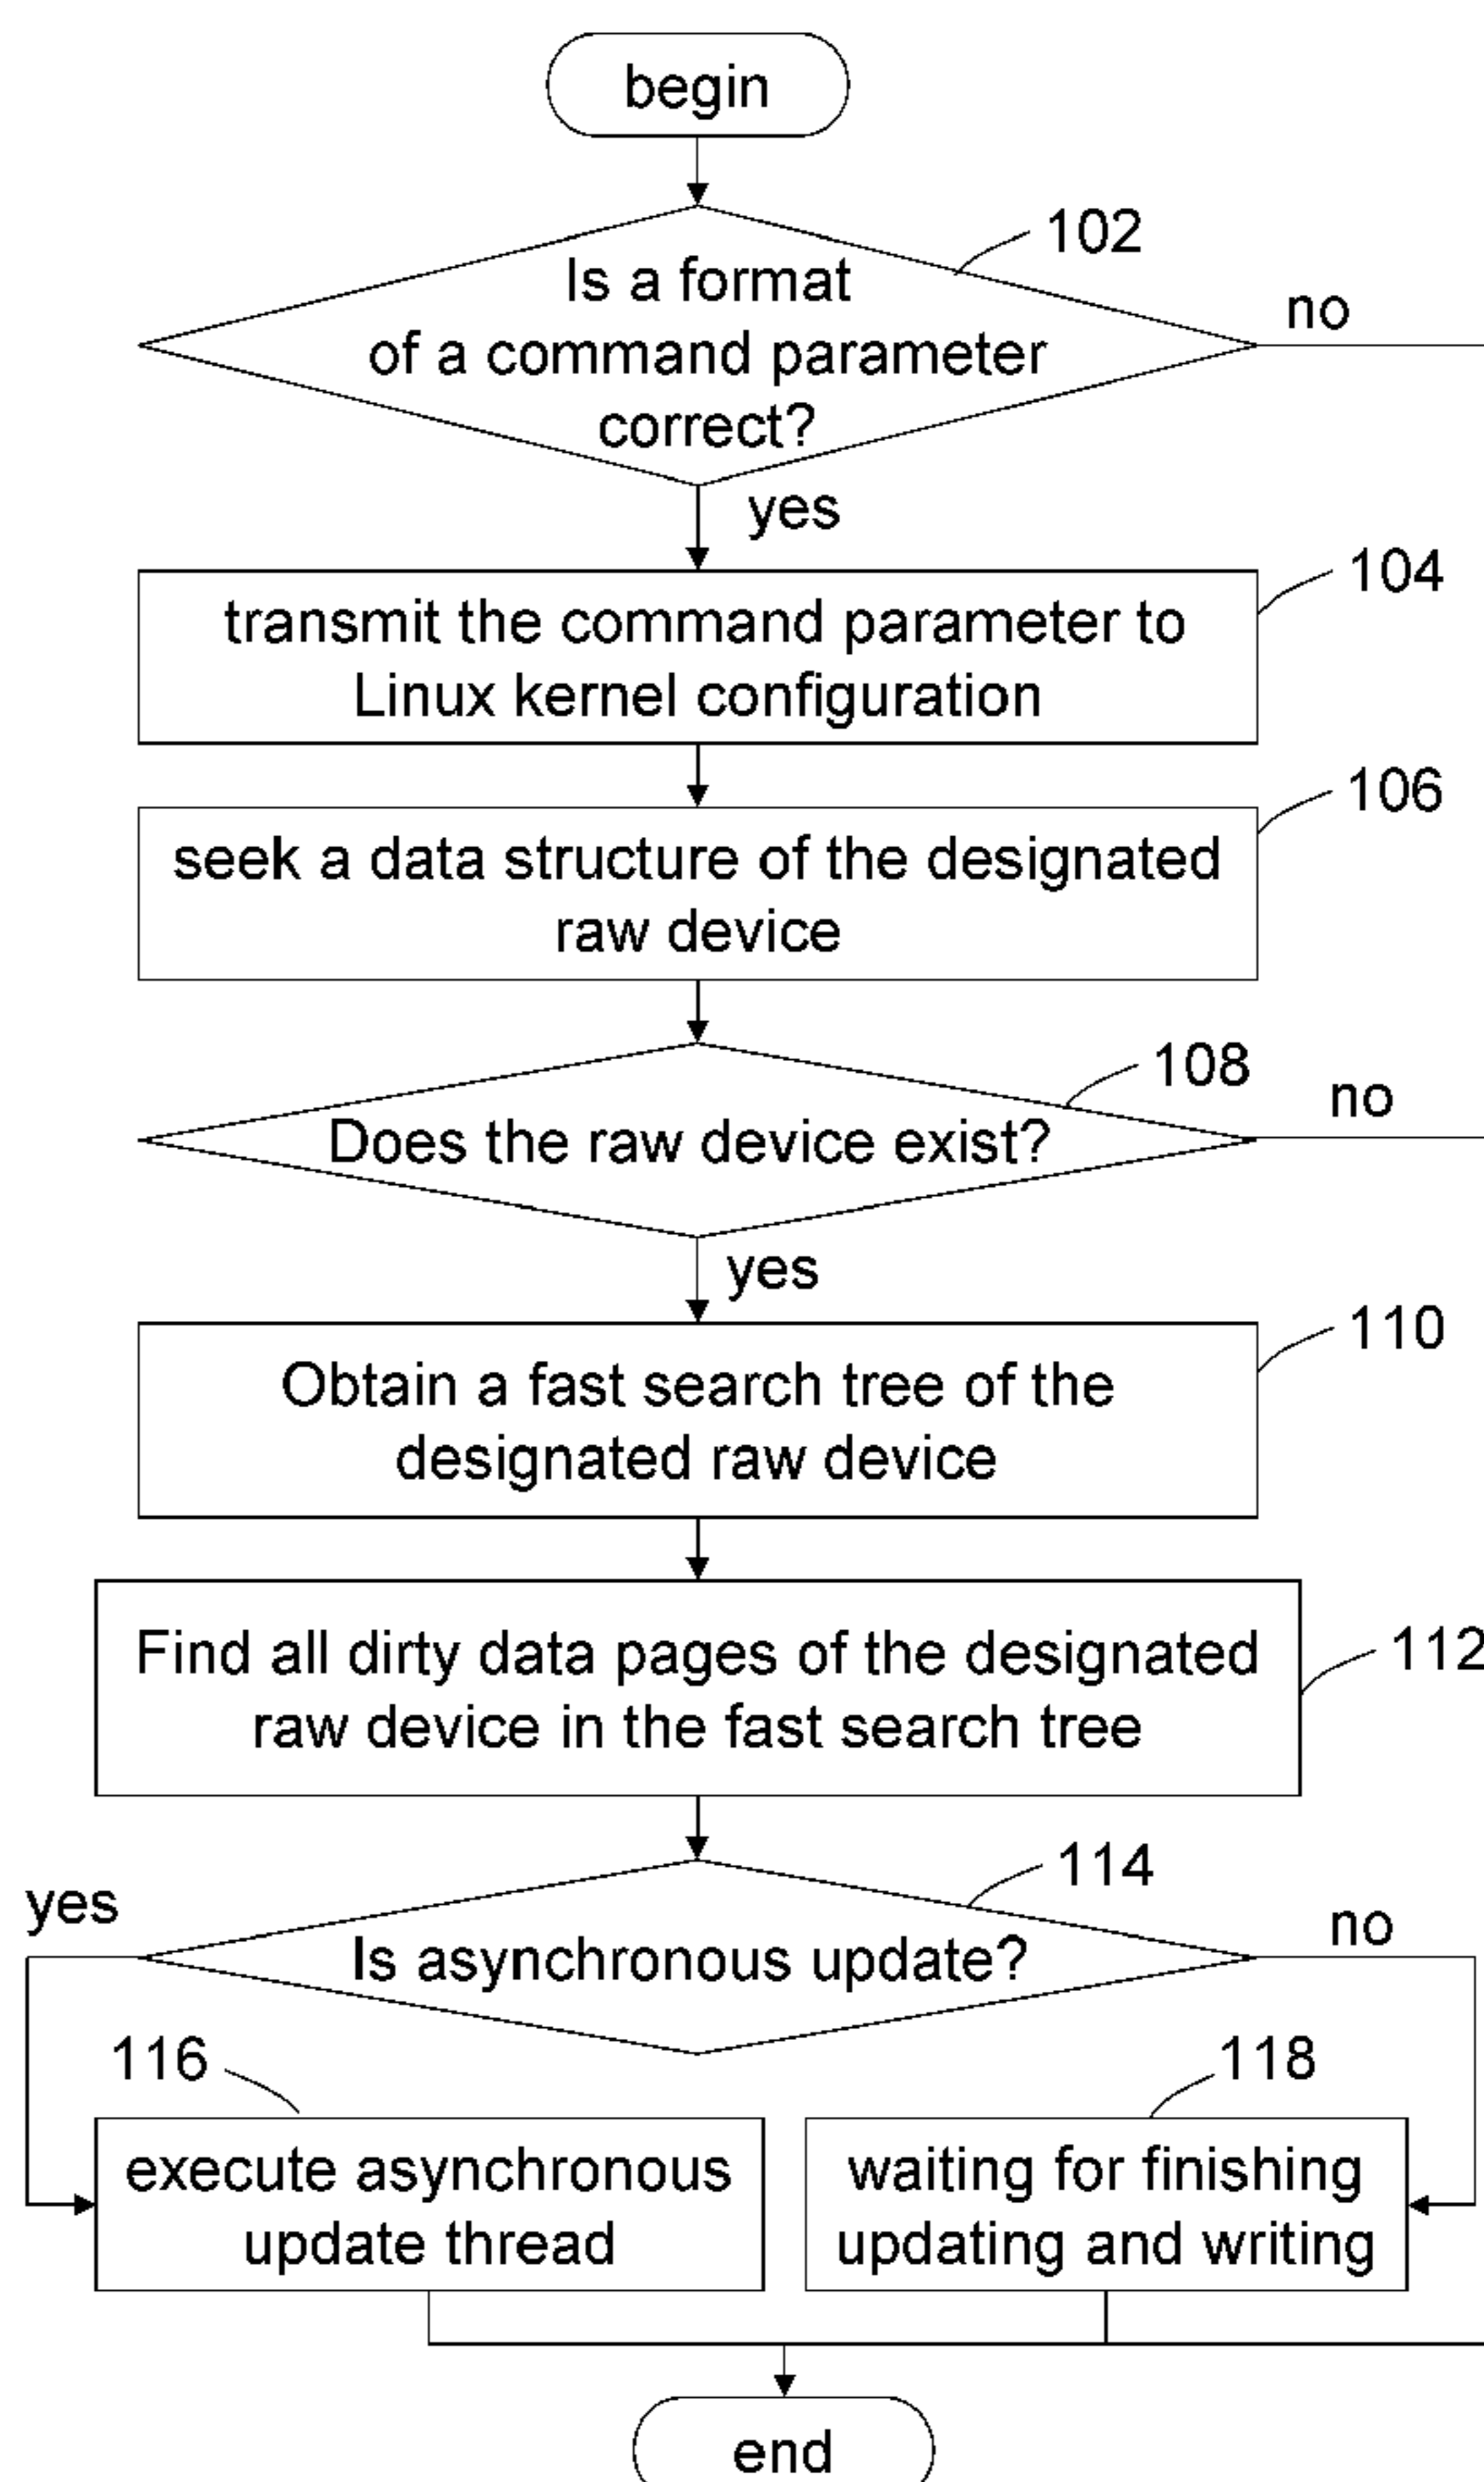 begin
102
Is a format
of a command parameter
correct?
no
yes
104
transmit the command parameter to
Linux kernel configuration
106
seek a data structure of the designated
raw device
108
Does the raw device exist?
no
yes
110
Obtain a fast search tree of the
designated raw device
112
Find all dirty data pages of the designated
raw device in the fast search tree
114
yes
Is asynchronous update?
no
116
execute asynchronous
update thread
118
waiting for finishing
updating and writing
end